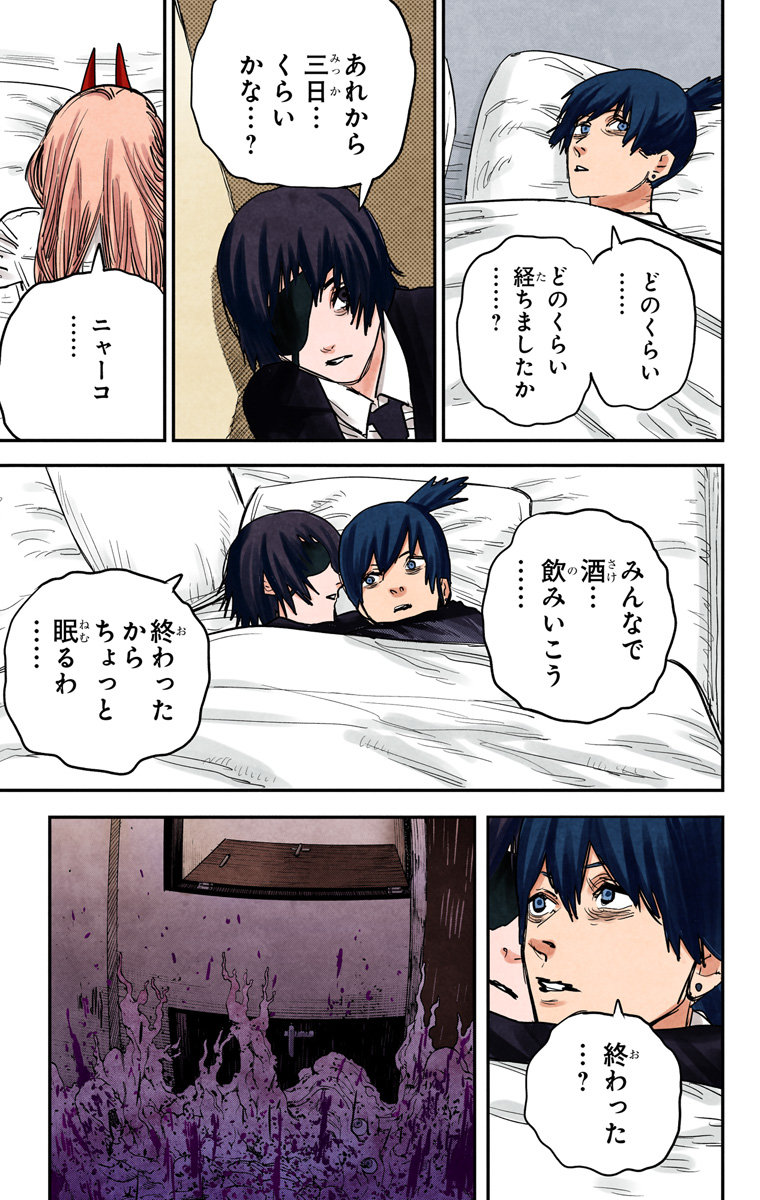 どのくらい
……
どのくらい
経ちましたか
……?
あれから
三日…
くらい
かな…?
ニャーコ
……
みんなで
酒…
飲みいこう
……
終わった
から
ちょっと
眠るわ
……
終わった
…?